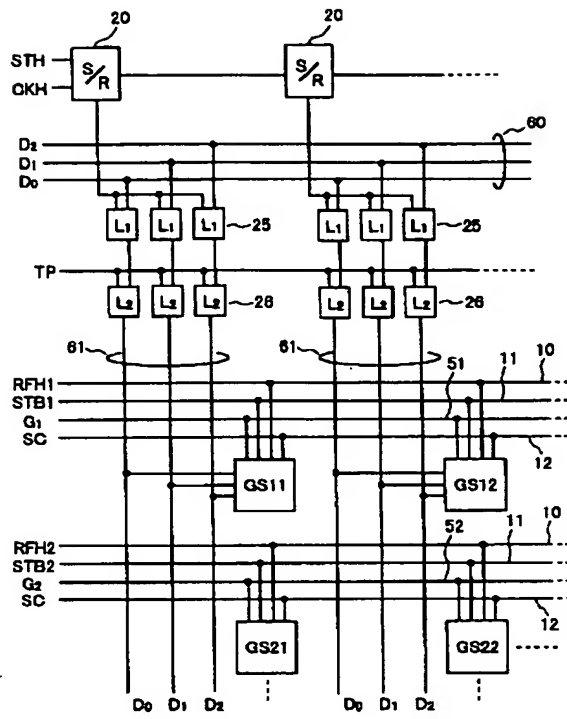 20 20
STH
CKH
S/R S/R
60
D2
D1
D0
L1 L1 L1 25 L1 L1 L1 25
TP
L2 L2 L2 26 L2 L2 L2 26
61 61
RFH1 51 11 10
STB1
G1
SC
12
GS11 GS12
RFH2 52 11 10
STB2
G2
SC
12
GS21 GS22
D0 D1 D2 D0 D1 D2